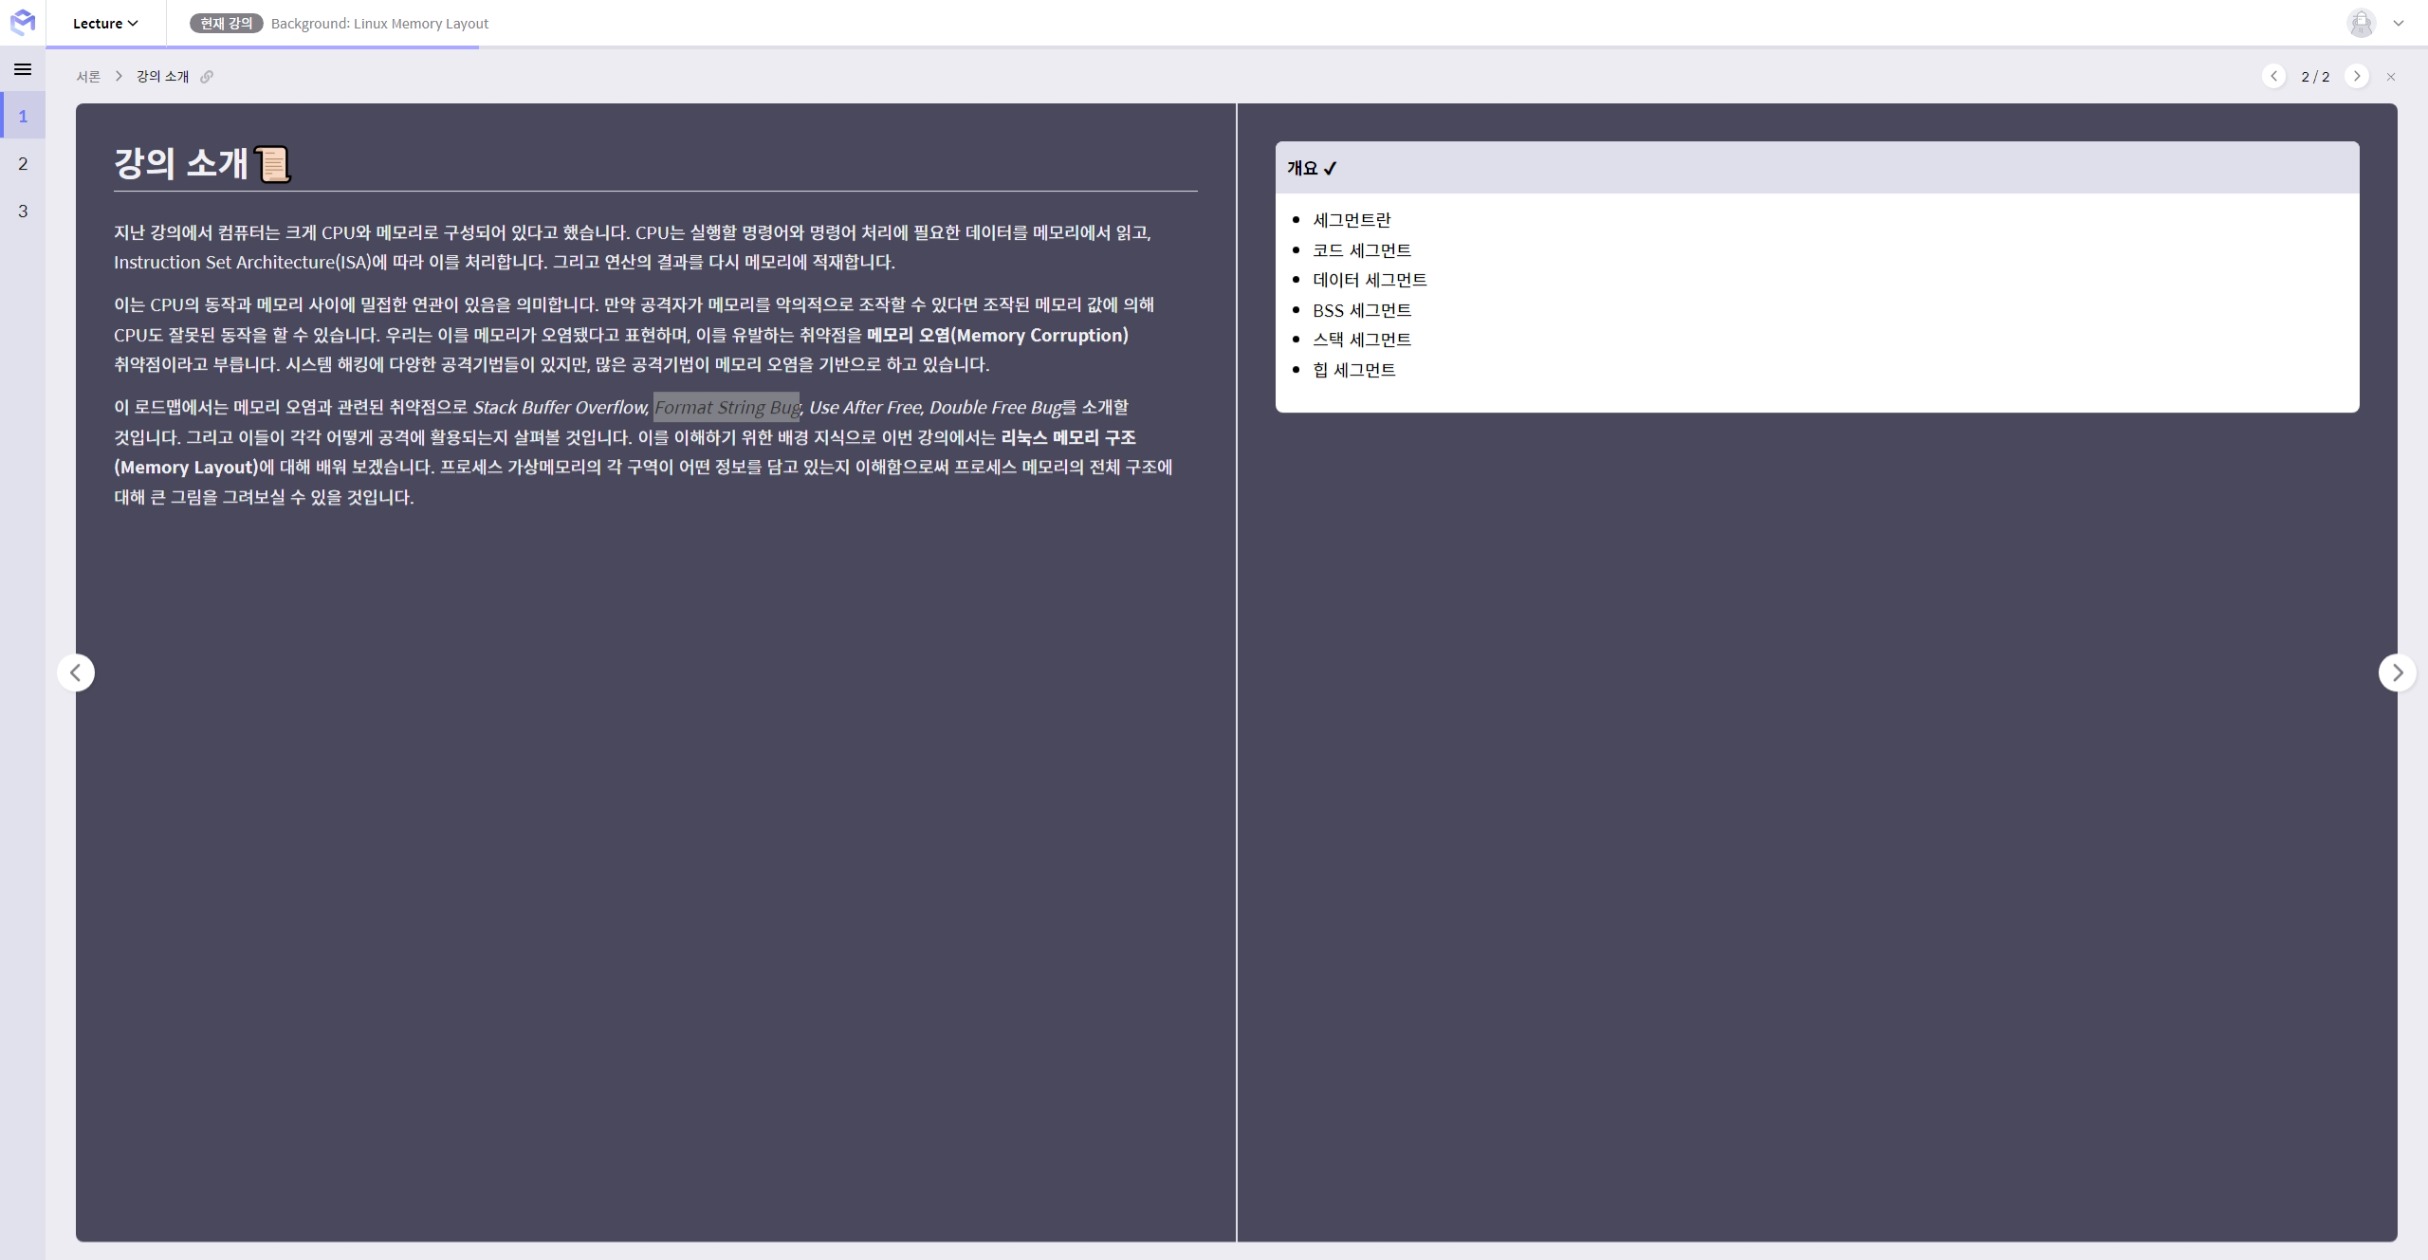 Lecture
현재 강의 Background: Linux Memory Layout
서론 > 강의 소개
2 / 2
1
2
3
강의 소개📜
지난 강의에서 컴퓨터는 크게 CPU와 메모리로 구성되어 있다고 했습니다. CPU는 실행할 명령어와 명령어 처리에 필요한 데이터를 메모리에서 읽고,
Instruction Set Architecture(ISA)에 따라 이를 처리합니다. 그리고 연산의 결과를 다시 메모리에 적재합니다.
이는 CPU의 동작과 메모리 사이에 밀접한 연관이 있음을 의미합니다. 만약 공격자가 메모리를 악의적으로 조작할 수 있다면 조작된 메모리 값에 의해
CPU도 잘못된 동작을 할 수 있습니다. 우리는 이를 메모리가 오염됐다고 표현하며, 이를 유발하는 취약점을 메모리 오염(Memory Corruption)
취약점이라고 부릅니다. 시스템 해킹에 다양한 공격기법들이 있지만, 많은 공격기법이 메모리 오염을 기반으로 하고 있습니다.
이 로드맵에서는 메모리 오염과 관련된 취약점으로 Stack Buffer Overflow, Format String Bug, Use After Free, Double Free Bug를 소개할
것입니다. 그리고 이들이 각각 어떻게 공격에 활용되는지 살펴볼 것입니다. 이를 이해하기 위한 배경 지식으로 이번 강의에서는 리눅스 메모리 구조
(Memory Layout)에 대해 배워 보겠습니다. 프로세스 가상메모리의 각 구역이 어떤 정보를 담고 있는지 이해함으로써 프로세스 메모리의 전체 구조에
대해 큰 그림을 그려보실 수 있을 것입니다.
개요 ✓
• 세그먼트란
• 코드 세그먼트
• 데이터 세그먼트
• BSS 세그먼트
• 스택 세그먼트
• 힙 세그먼트